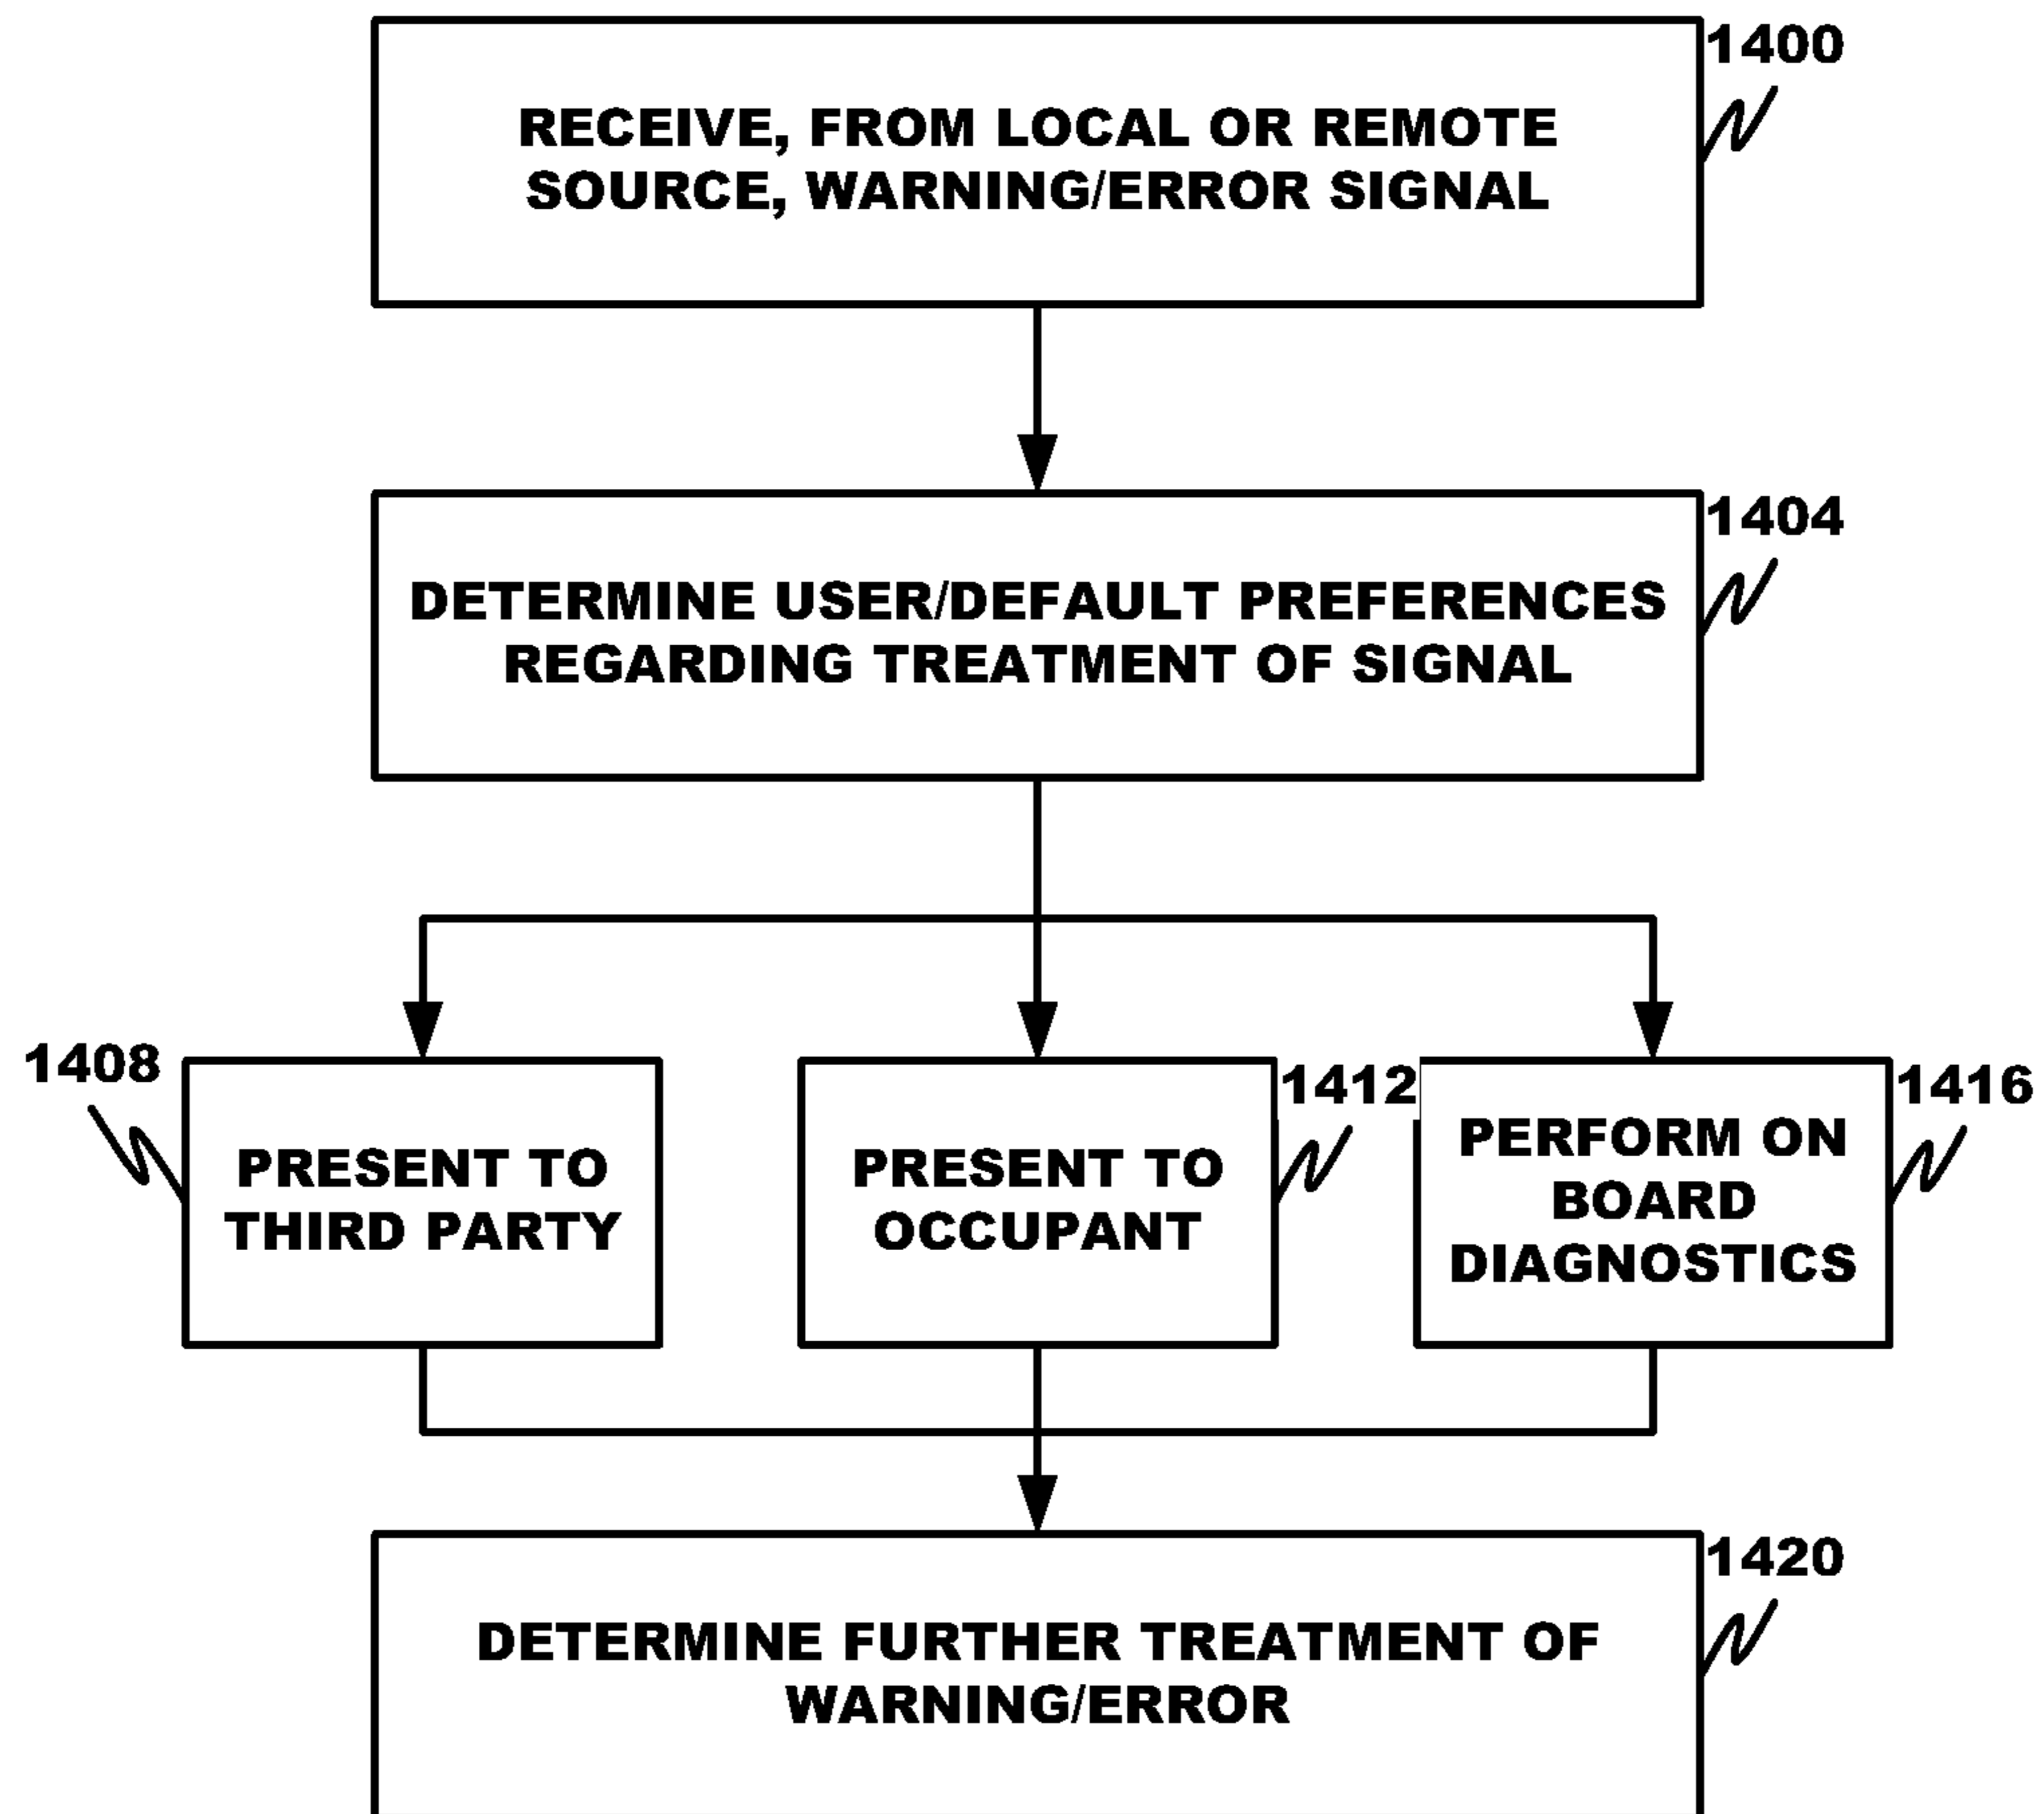 1400
RECEIVE, FROM LOCAL OR REMOTE
SOURCE, WARNING/ERROR SIGNAL
1404
DETERMINE USER/DEFAULT PREFERENCES
REGARDING TREATMENT OF SIGNAL
1408
PRESENT TO
THIRD PARTY
1412
PRESENT TO
OCCUPANT
1416
PERFORM ON
BOARD
DIAGNOSTICS
1420
DETERMINE FURTHER TREATMENT OF
WARNING/ERROR